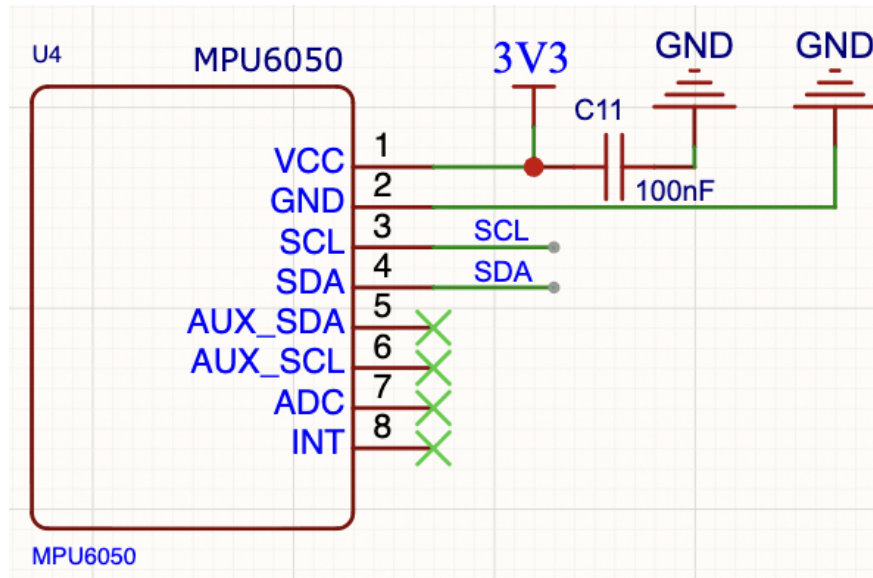 U4
MPU6050
3V3
GND
GND
C11
100nF
VCC 1
GND 2
SCL 3
SCL
SDA 4
SDA
AUX_SDA 5
AUX_SCL 6
ADC 7
INT 8
MPU6050